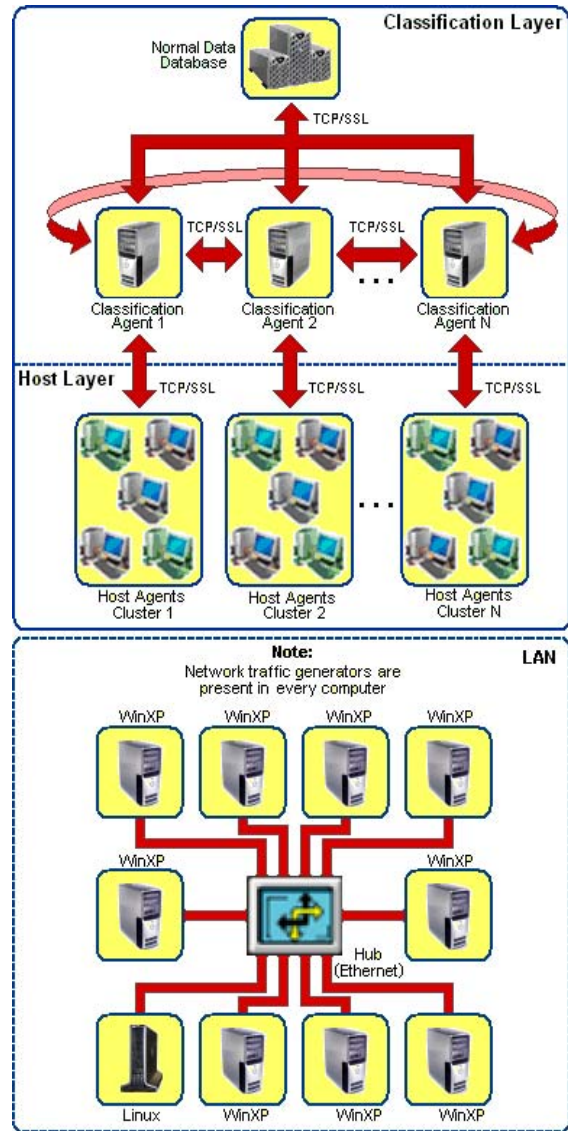 Classification Layer
Normal Data
Database
TCP/SSL
TCP/SSL
TCP/SSL
. . .
Classification
Agent 1
Classification
Agent 2
Classification
Agent N
Host Layer
TCP/SSL
TCP/SSL
TCP/SSL
. . .
Host Agents
Cluster 1
Host Agents
Cluster 2
Host Agents
Cluster N
Note:
LAN
Network traffic generators are
present in every computer
WinXP
WinXP
WinXP
WinXP
WinXP
WinXP
Hub
(Ethernet)
Linux
WinXP
WinXP
WinXP